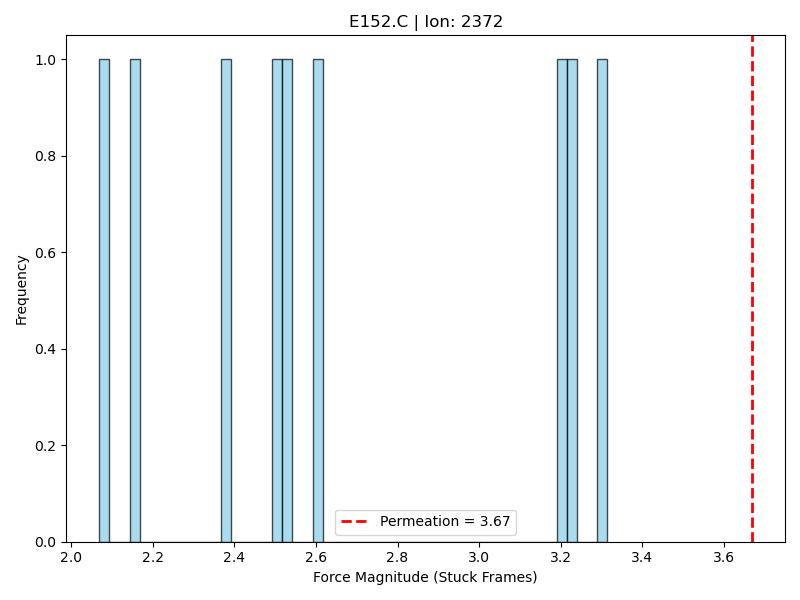 E152.C | Ion: 2372
1.0
0.8
0.6
0.4
0.2
0.0
Frequency
Permeation = 3.67
2.0 2.2 2.4 2.6 2.8 3.0 3.2 3.4 3.6
Force Magnitude (Stuck Frames)